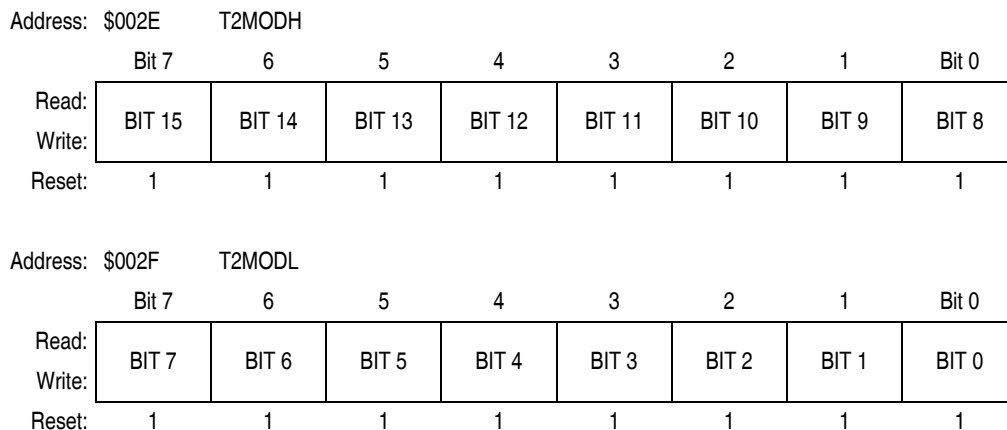 Address: $002E T2MODH
Bit 7 6 5 4 3 2 1 Bit 0
Read:
BIT 15 BIT 14 BIT 13 BIT 12 BIT 11 BIT 10 BIT 9 BIT 8
Write:
Reset: 1 1 1 1 1 1 1 1
Address: $002F T2MODL
Bit 7 6 5 4 3 2 1 Bit 0
Read:
BIT 7 BIT 6 BIT 5 BIT 4 BIT 3 BIT 2 BIT 1 BIT 0
Write:
Reset: 1 1 1 1 1 1 1 1